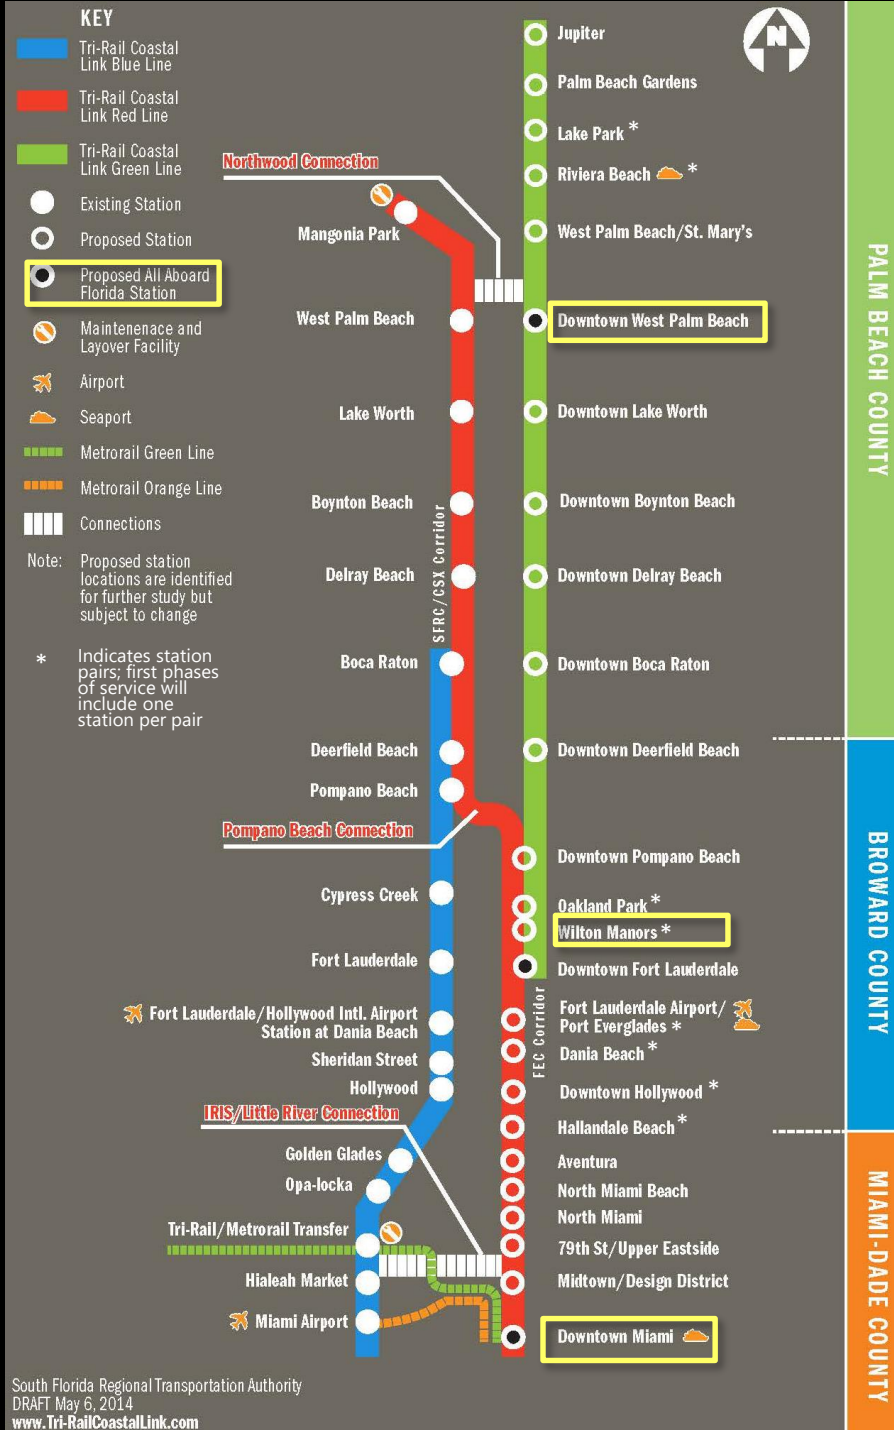 KEY
Tri-Rail Coastal
Link Blue Line
Tri-Rail Coastal
Link Red Line
Tri-Rail Coastal
Link Green Line
Existing Station
Proposed Station
Proposed All Aboard
Florida Station
Maintenenace and
Layover Facility
Airport
Seaport
Metrorail Green Line
Metrorail Orange Line
Connections
Note: Proposed station
locations are identified
for further study but
subject to change
* Indicates station
pairs; first phases
of service will
include one
station per pair
N
Northwood Connection
Mangonia Park
West Palm Beach
Lake Worth
Boynton Beach
Delray Beach
SFRC/CSX Corridor
Boca Raton
Deerfield Beach
Pompano Beach
Pompano Beach Connection
Cypress Creek
Fort Lauderdale
Fort Lauderdale/Hollywood Intl. Airport
Station at Dania Beach
Sheridan Street
Hollywood
IRIS/Little River Connection
Golden Glades
Opa-locka
Tri-Rail/Metrorail Transfer
Hialeah Market
Miami Airport
Jupiter
Palm Beach Gardens
Lake Park *
Riviera Beach *
West Palm Beach/St. Mary's
Downtown West Palm Beach
Downtown Lake Worth
Downtown Boynton Beach
Downtown Delray Beach
Downtown Boca Raton
Downtown Deerfield Beach
Downtown Pompano Beach
Oakland Park *
Wilton Manors *
Downtown Fort Lauderdale
FEC Corridor
Fort Lauderdale Airport/
Port Everglades *
Dania Beach *
Downtown Hollywood *
Hallandale Beach *
Aventura
North Miami Beach
North Miami
79th St/Upper Eastside
Midtown/Design District
Downtown Miami
PALM BEACH COUNTY
BROWARD COUNTY
MIAMI-DADE COUNTY
South Florida Regional Transportation Authority
DRAFT May 6, 2014
www.Tri-RailCoastalLink.com